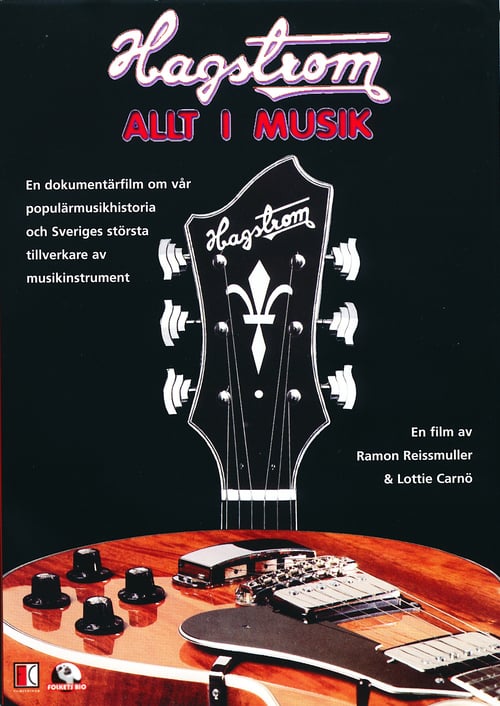 Hagstrom
ALLT I MUSIK
En dokumentärfilm om vår
populärmusikhistoria
och Sveriges största
tillverkare av
musikinstrument
Hagstrom
En film av
Ramon Reissmuller
& Lottie Carnö
FOLKETS BIO